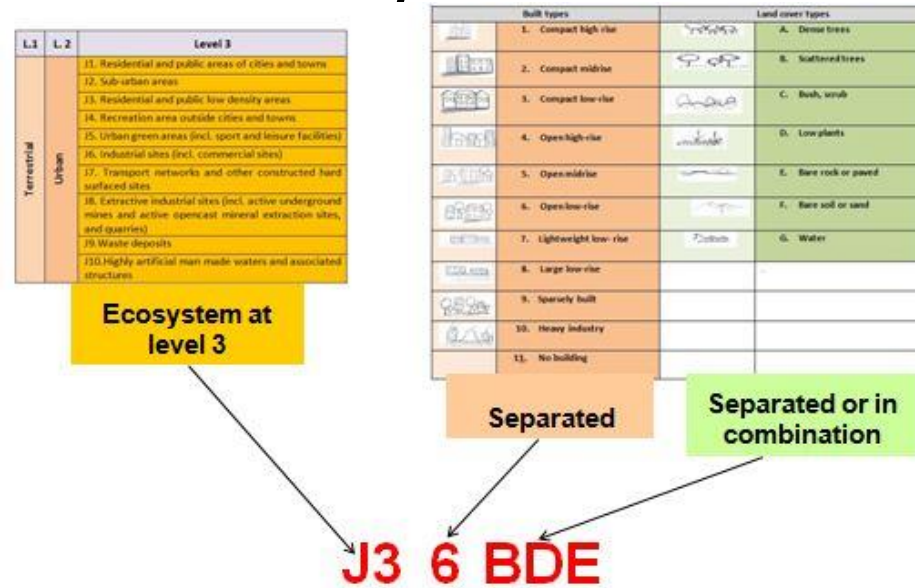 L.1 L. 2 Level 3
Terrestrial
Urban
J1. Residential and public areas of cities and towns
J2. Sub-urban areas
J3. Residential and public low density areas
J4. Recreation area outside cities and towns
J5. Urban green areas (incl. sport and leisure facilities)
J6. Industrial sites (incl. commercial sites)
J7. Transport networks and other constructed hard
surfaced sites
J8. Extractive industrial sites (incl. active underground
mines and active opencast mineral extraction sites,
and quarries)
J9.Waste deposits
J10.Highly artificial man made waters and associated
structures
Built types Land cover types
1. Compact high rise A. Dense trees
2. Compact midrise B. Scattered trees
3. Compact low-rise C. Bush, scrub
4. Open high-rise D. Low plants
5. Open midrise E. Bare rock or paved
6. Open low-rise F. Bare soil or sand
7. Lightweight low- rise G. Water
8. Large low-rise
9. Sparsely built
10. Heavy industry
11. No building
Ecosystem at
level 3
Separated
Separated or in
combination
J3 6 BDE